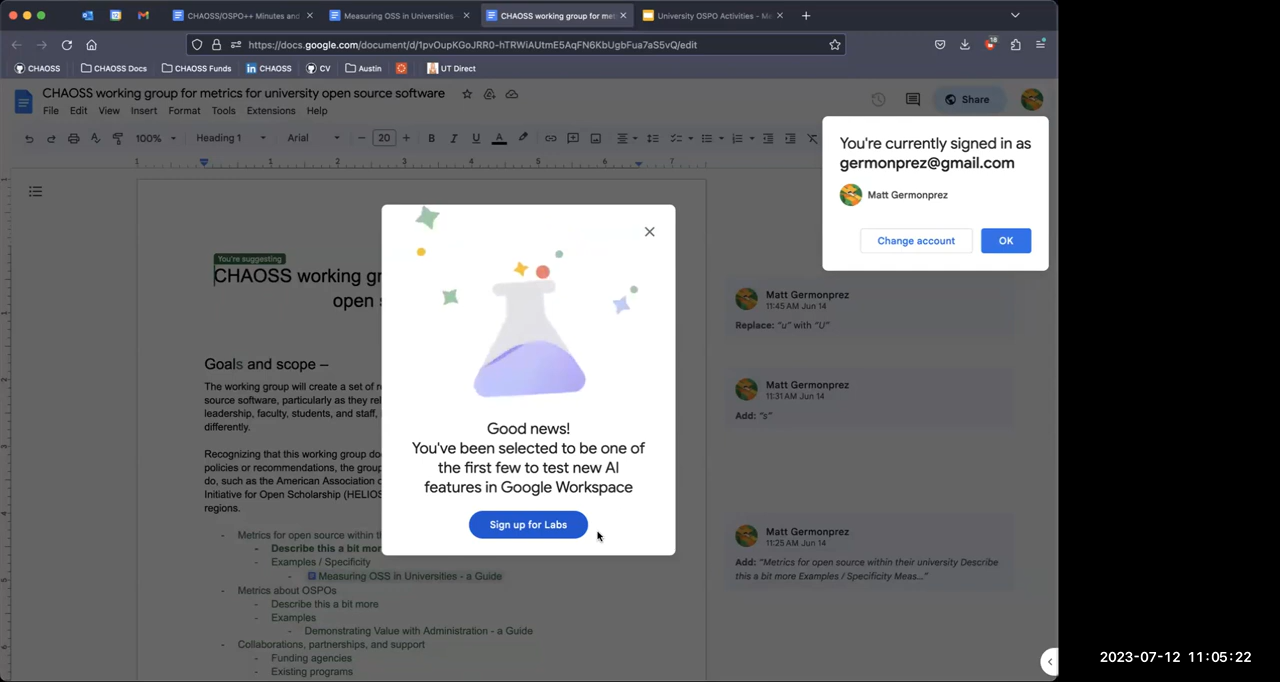 CHAOSS/OSPO++ Minutes and
Measuring OSS in Universities
CHAOSS working group for met
University OSPO Activities - Ma
https://docs.google.com/document/d/1pvOupKGoJRR0-hTRWiAUtmE5AqFN6KbUgbFua7aS5vQ/edit
18
CHAOSS
CHAOSS Docs
CHAOSS Funds
CHAOSS
CV
Austin
UT Direct
CHAOSS working group for metrics for university open source software
File Edit View Insert Format Tools Extensions Help
Share
100% Heading 1 Arial 20
1 1 2 3 4 5 6 7
You're currently signed in as
germonprez@gmail.com
Matt Germonprez
Change account
OK
You're suggesting
CHAOSS working gr
open s
Goals and scope –
The working group will create a set of r
source software, particularly as they rel
leadership, faculty, students, and staff,
differently.
Recognizing that this working group do
policies or recommendations, the group
do, such as the American Association o
Initiative for Open Scholarship (HELIOS
regions.
- Metrics for open source within th
- Describe this a bit mor
- Examples / Specificity
- Measuring OSS in Universities - a Guide
- Metrics about OSPOs
- Describe this a bit more
- Examples
- Demonstrating Value with Administration - a Guide
- Collaborations, partnerships, and support
- Funding agencies
- Existing programs
Good news!
You've been selected to be one of
the first few to test new AI
features in Google Workspace
Sign up for Labs
Matt Germonprez
11:45 AM Jun 14
Replace: "u" with "U"
Matt Germonprez
11:31 AM Jun 14
Add: "s"
Matt Germonprez
11:25 AM Jun 14
Add: "Metrics for open source within their university Describe
this a bit more Examples / Specificity Meas..."
2023-07-12 11:05:22